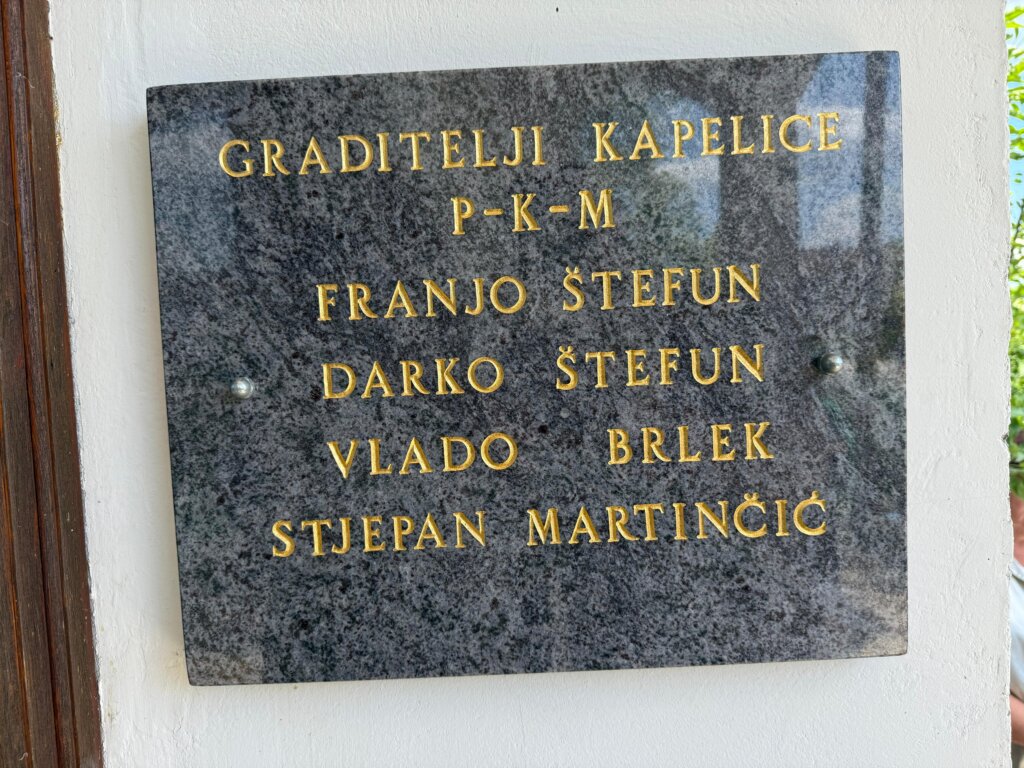 GRADITELJI KAPELICE
P-K-M
FRANJO ŠTEFUN
DARKO ŠTEFUN
VLADO BRLEK
STJEPAN MARTINČIĆ